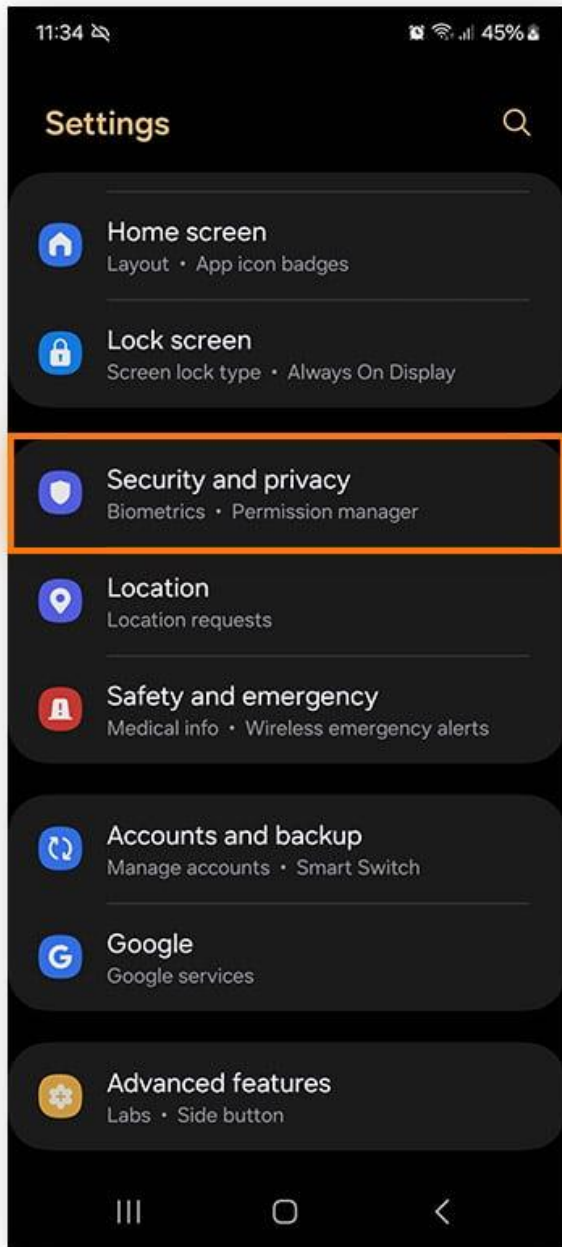 11:34 45%
Settings
Home screen
Layout • App icon badges
Lock screen
Screen lock type • Always On Display
Security and privacy
Biometrics • Permission manager
Location
Location requests
Safety and emergency
Medical info • Wireless emergency alerts
Accounts and backup
Manage accounts • Smart Switch
G Google
Google services
Advanced features
Labs • Side button